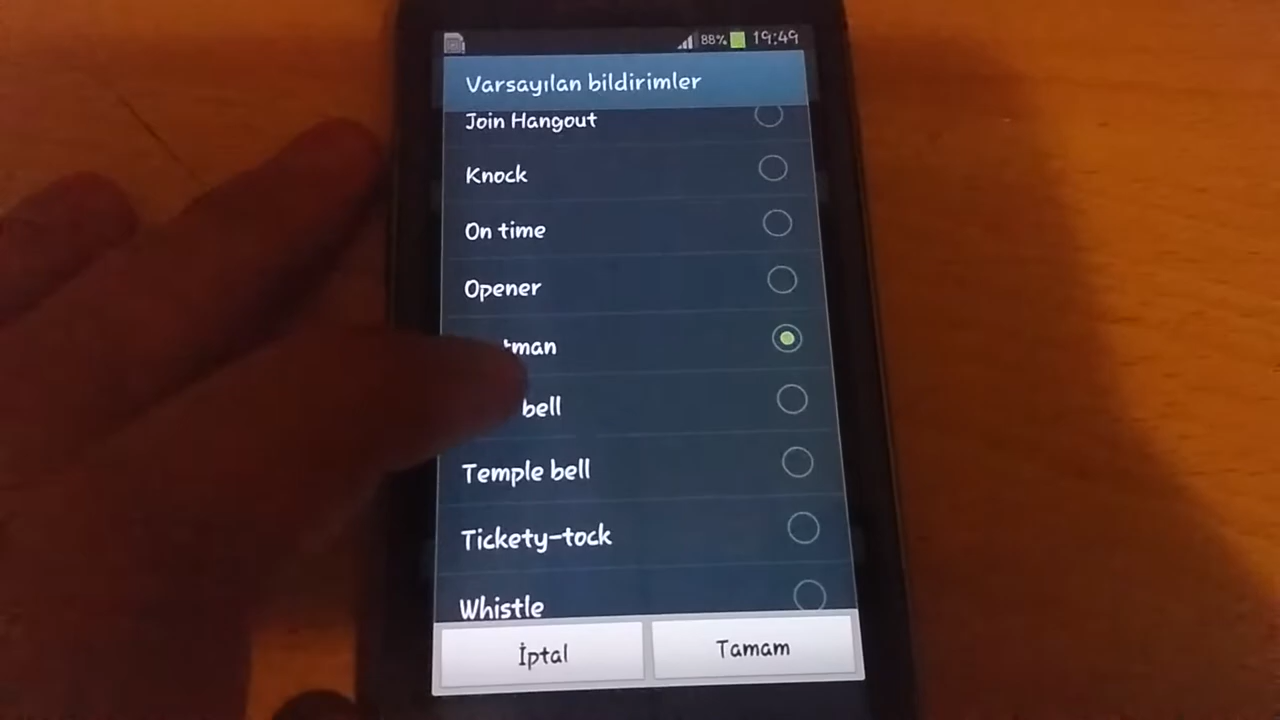 88% 19:49
Varsayılan bildirimler
Join Hangout
Knock
On time
Opener
bell
Temple bell
Tickety-tock
Whistle
İptal
Tamam